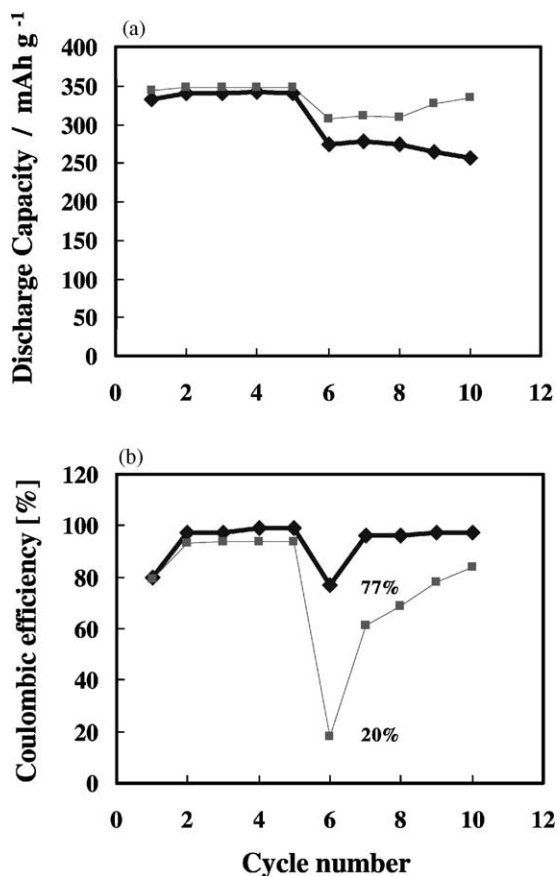 (a)
Discharge Capacity / mAh g⁻¹
400
350
300
250
200
150
100
50
0
0 2 4 6 8 10 12
(b)
Coulombic efficiency [%]
120
100
80
60
40
20
0
77%
20%
0 2 4 6 8 10 12
Cycle number